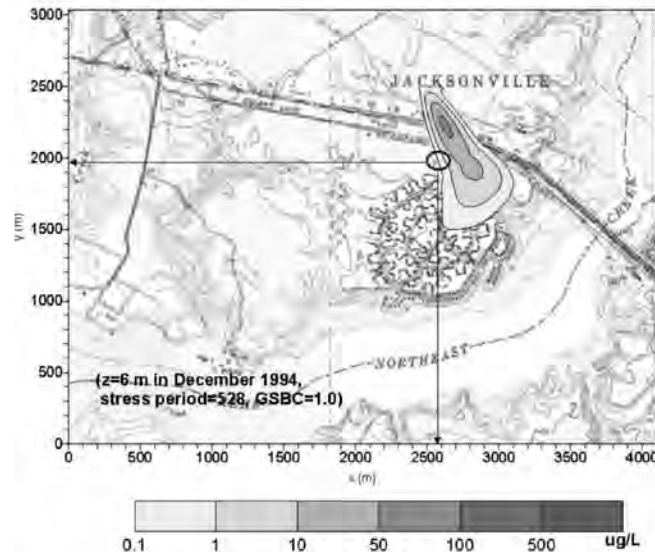 3000
2500
2000
1500
1000
500
0
y (m)
JACKSONVILLE
CREEK
NORTHEAST
(z=6 m in December 1994,
stress period=528, GSBC=1.0)
0 500 1000 1500 2000 2500 3000 3500 4000
x (m)
0.1 1 10 50 100 500 ug/L